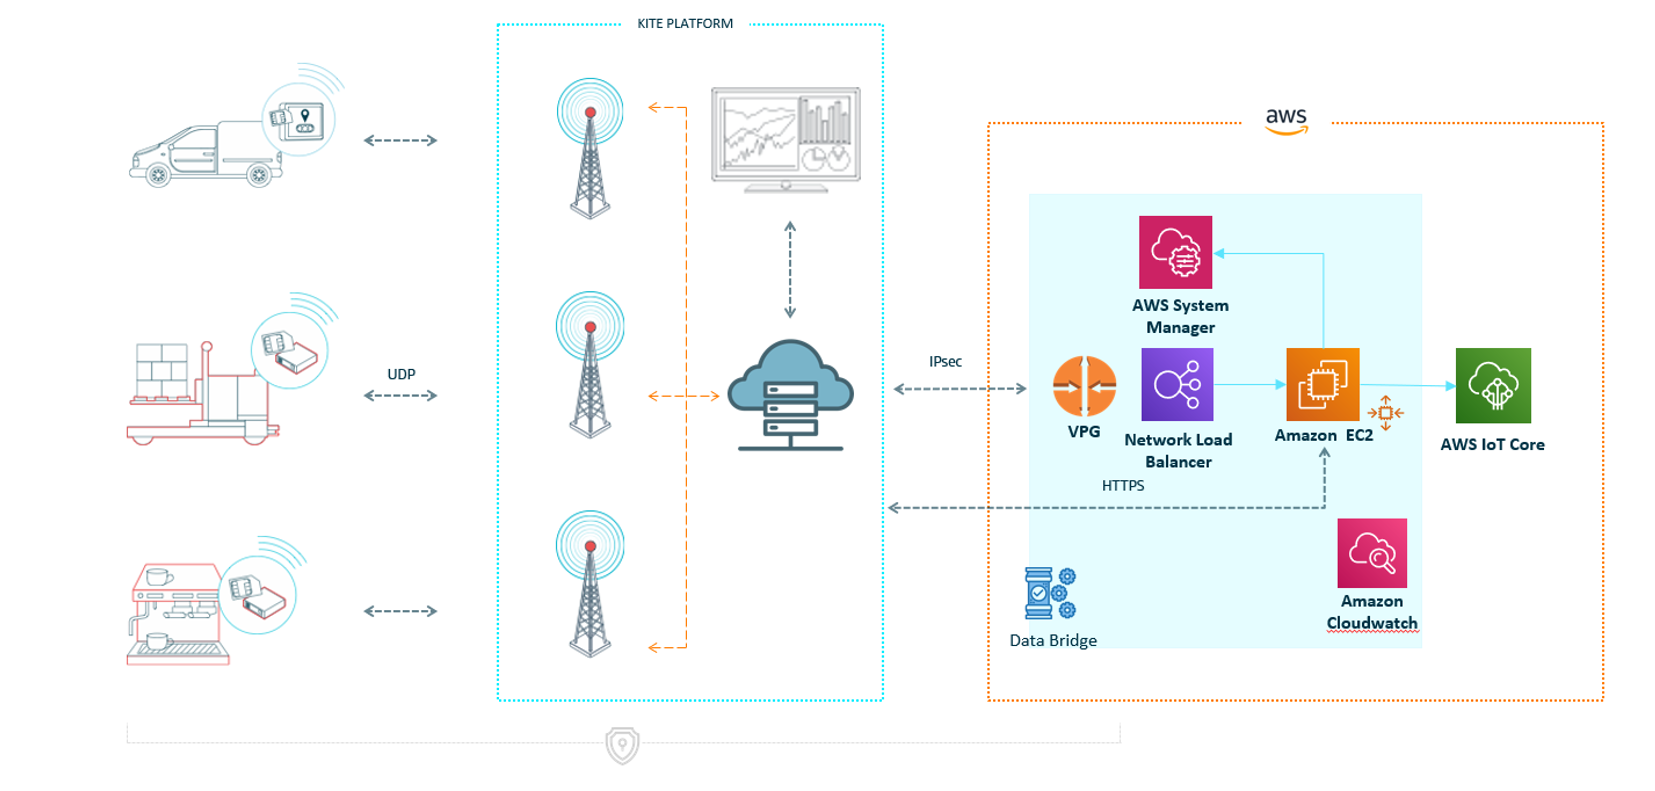 KITE PLATFORM
aws
AWS System
Manager
IPsec
UDP
VPG
Network Load
Balancer
Amazon EC2
AWS IoT Core
HTTPS
Amazon
Cloudwatch
Data Bridge